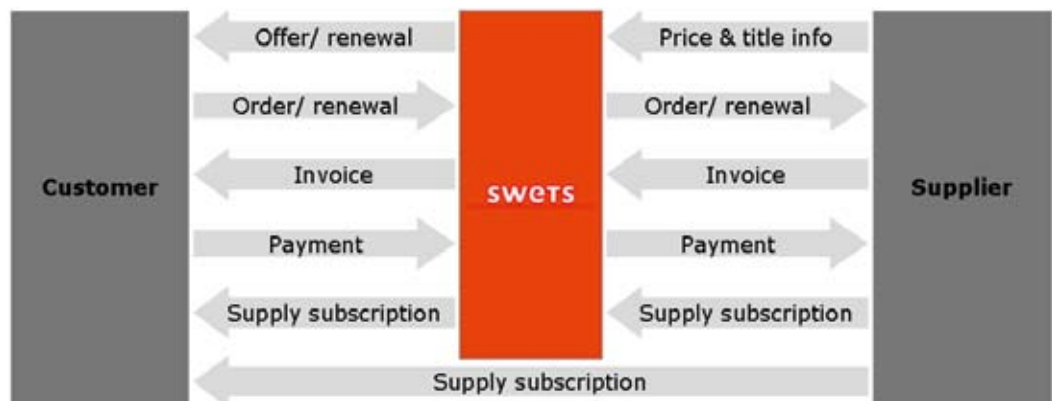 Offer/ renewal
Price & title info
Order/ renewal
Order/ renewal
Invoice
Invoice
Customer
swets
Supplier
Payment
Payment
Supply subscription
Supply subscription
Supply subscription